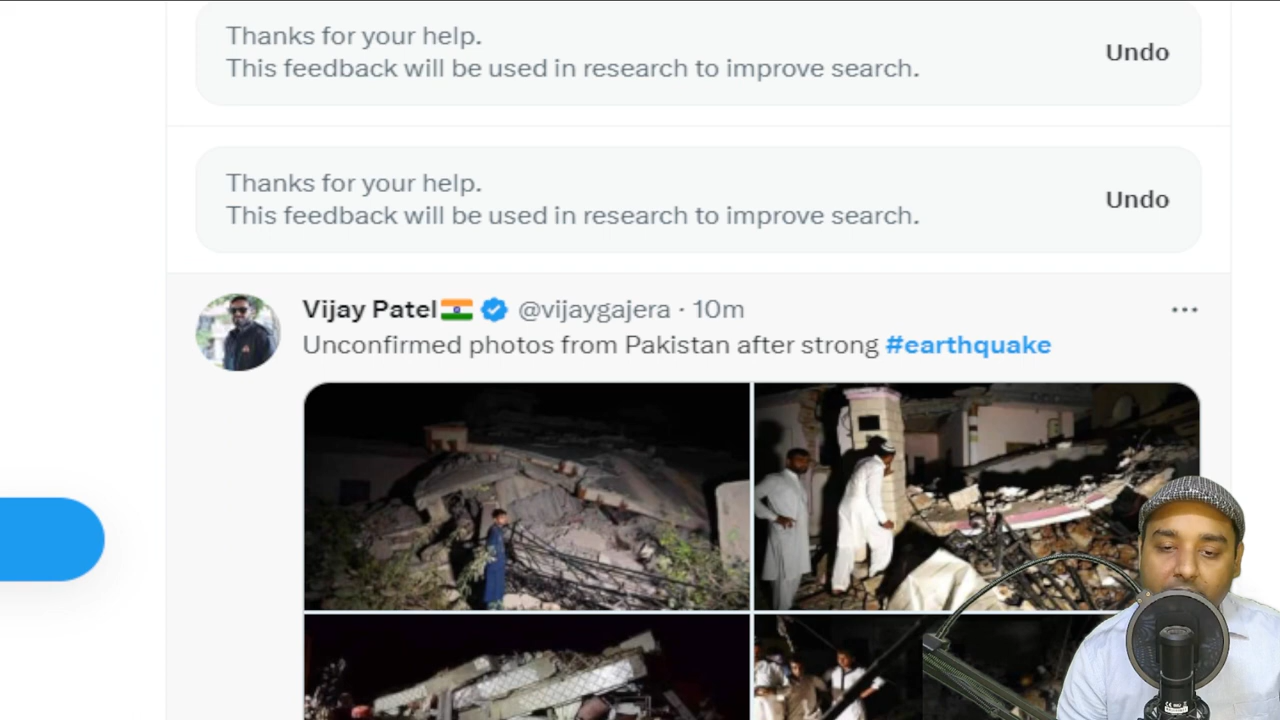 Thanks for your help.
This feedback will be used in research to improve search.
Undo
Thanks for your help.
This feedback will be used in research to improve search.
Undo
Vijay Patel @vijaygajera · 10m
Unconfirmed photos from Pakistan after strong #earthquake